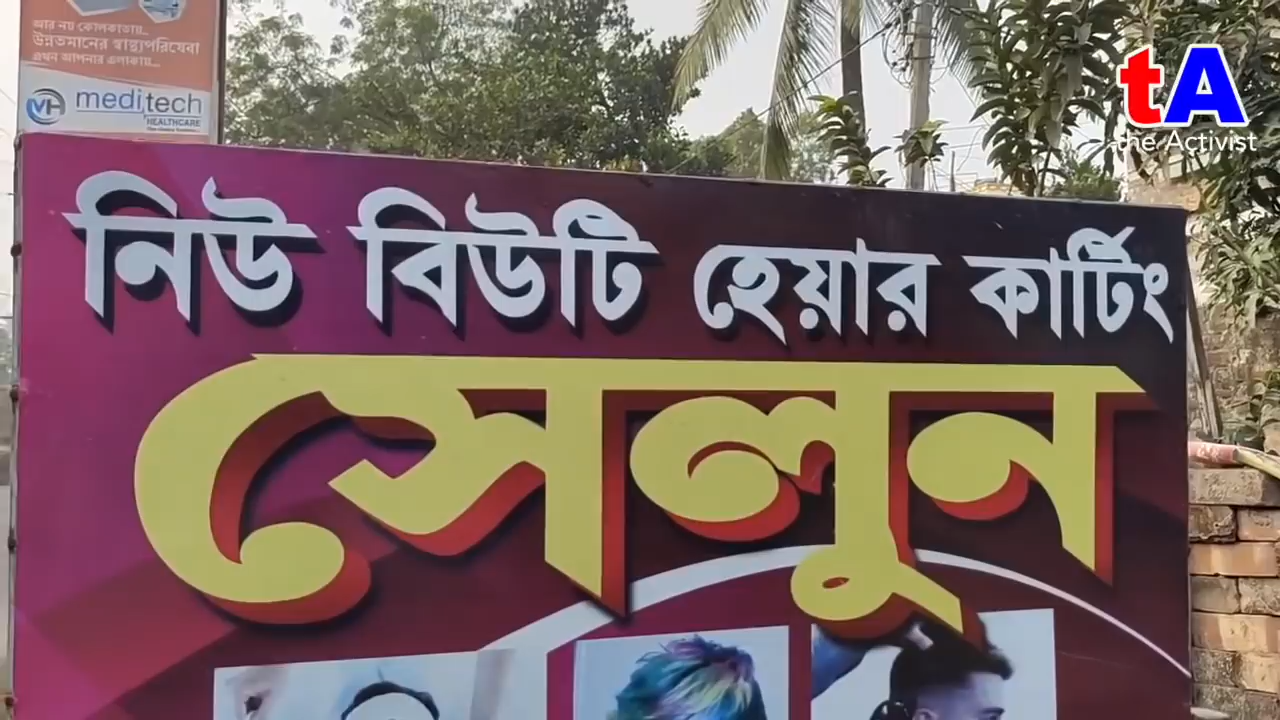 আর নয় কোলকাতায়...
উন্নতমানের স্বাস্থ্যপরিষেবা
এখন আপনার এলাকায়...
VH meditech
HEALTHCARE
tA
the Activist
নিউ বিউটি হেয়ার কার্টিং
সেলুন